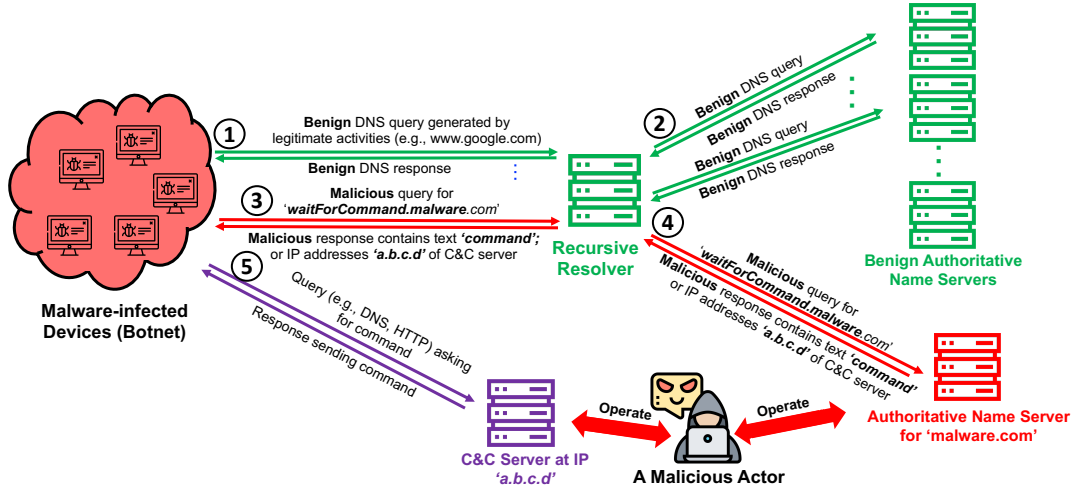 1
Benign DNS query generated by
legitimate activities (e.g., www.google.com)
Benign DNS response
2
Benign DNS query
Benign DNS response
Benign DNS query
Benign DNS response
3
Malicious query for
‘waitForCommand.malware.com’
Malicious response contains text ‘command’;
or IP addresses ‘a.b.c.d’ of C&C server
Recursive
Resolver
4
Malicious query for
‘waitForCommand.malware.com’
Malicious response contains text ‘command’
or IP addresses ‘a.b.c.d’ of C&C server
Benign Authoritative
Name Servers
Malware-infected
Devices (Botnet)
5
Query (e.g., DNS, HTTP) asking
for command
Response sending command
Operate
Operate
C&C Server at IP
‘a.b.c.d’
A Malicious Actor
Authoritative Name Server
for ‘malware.com’